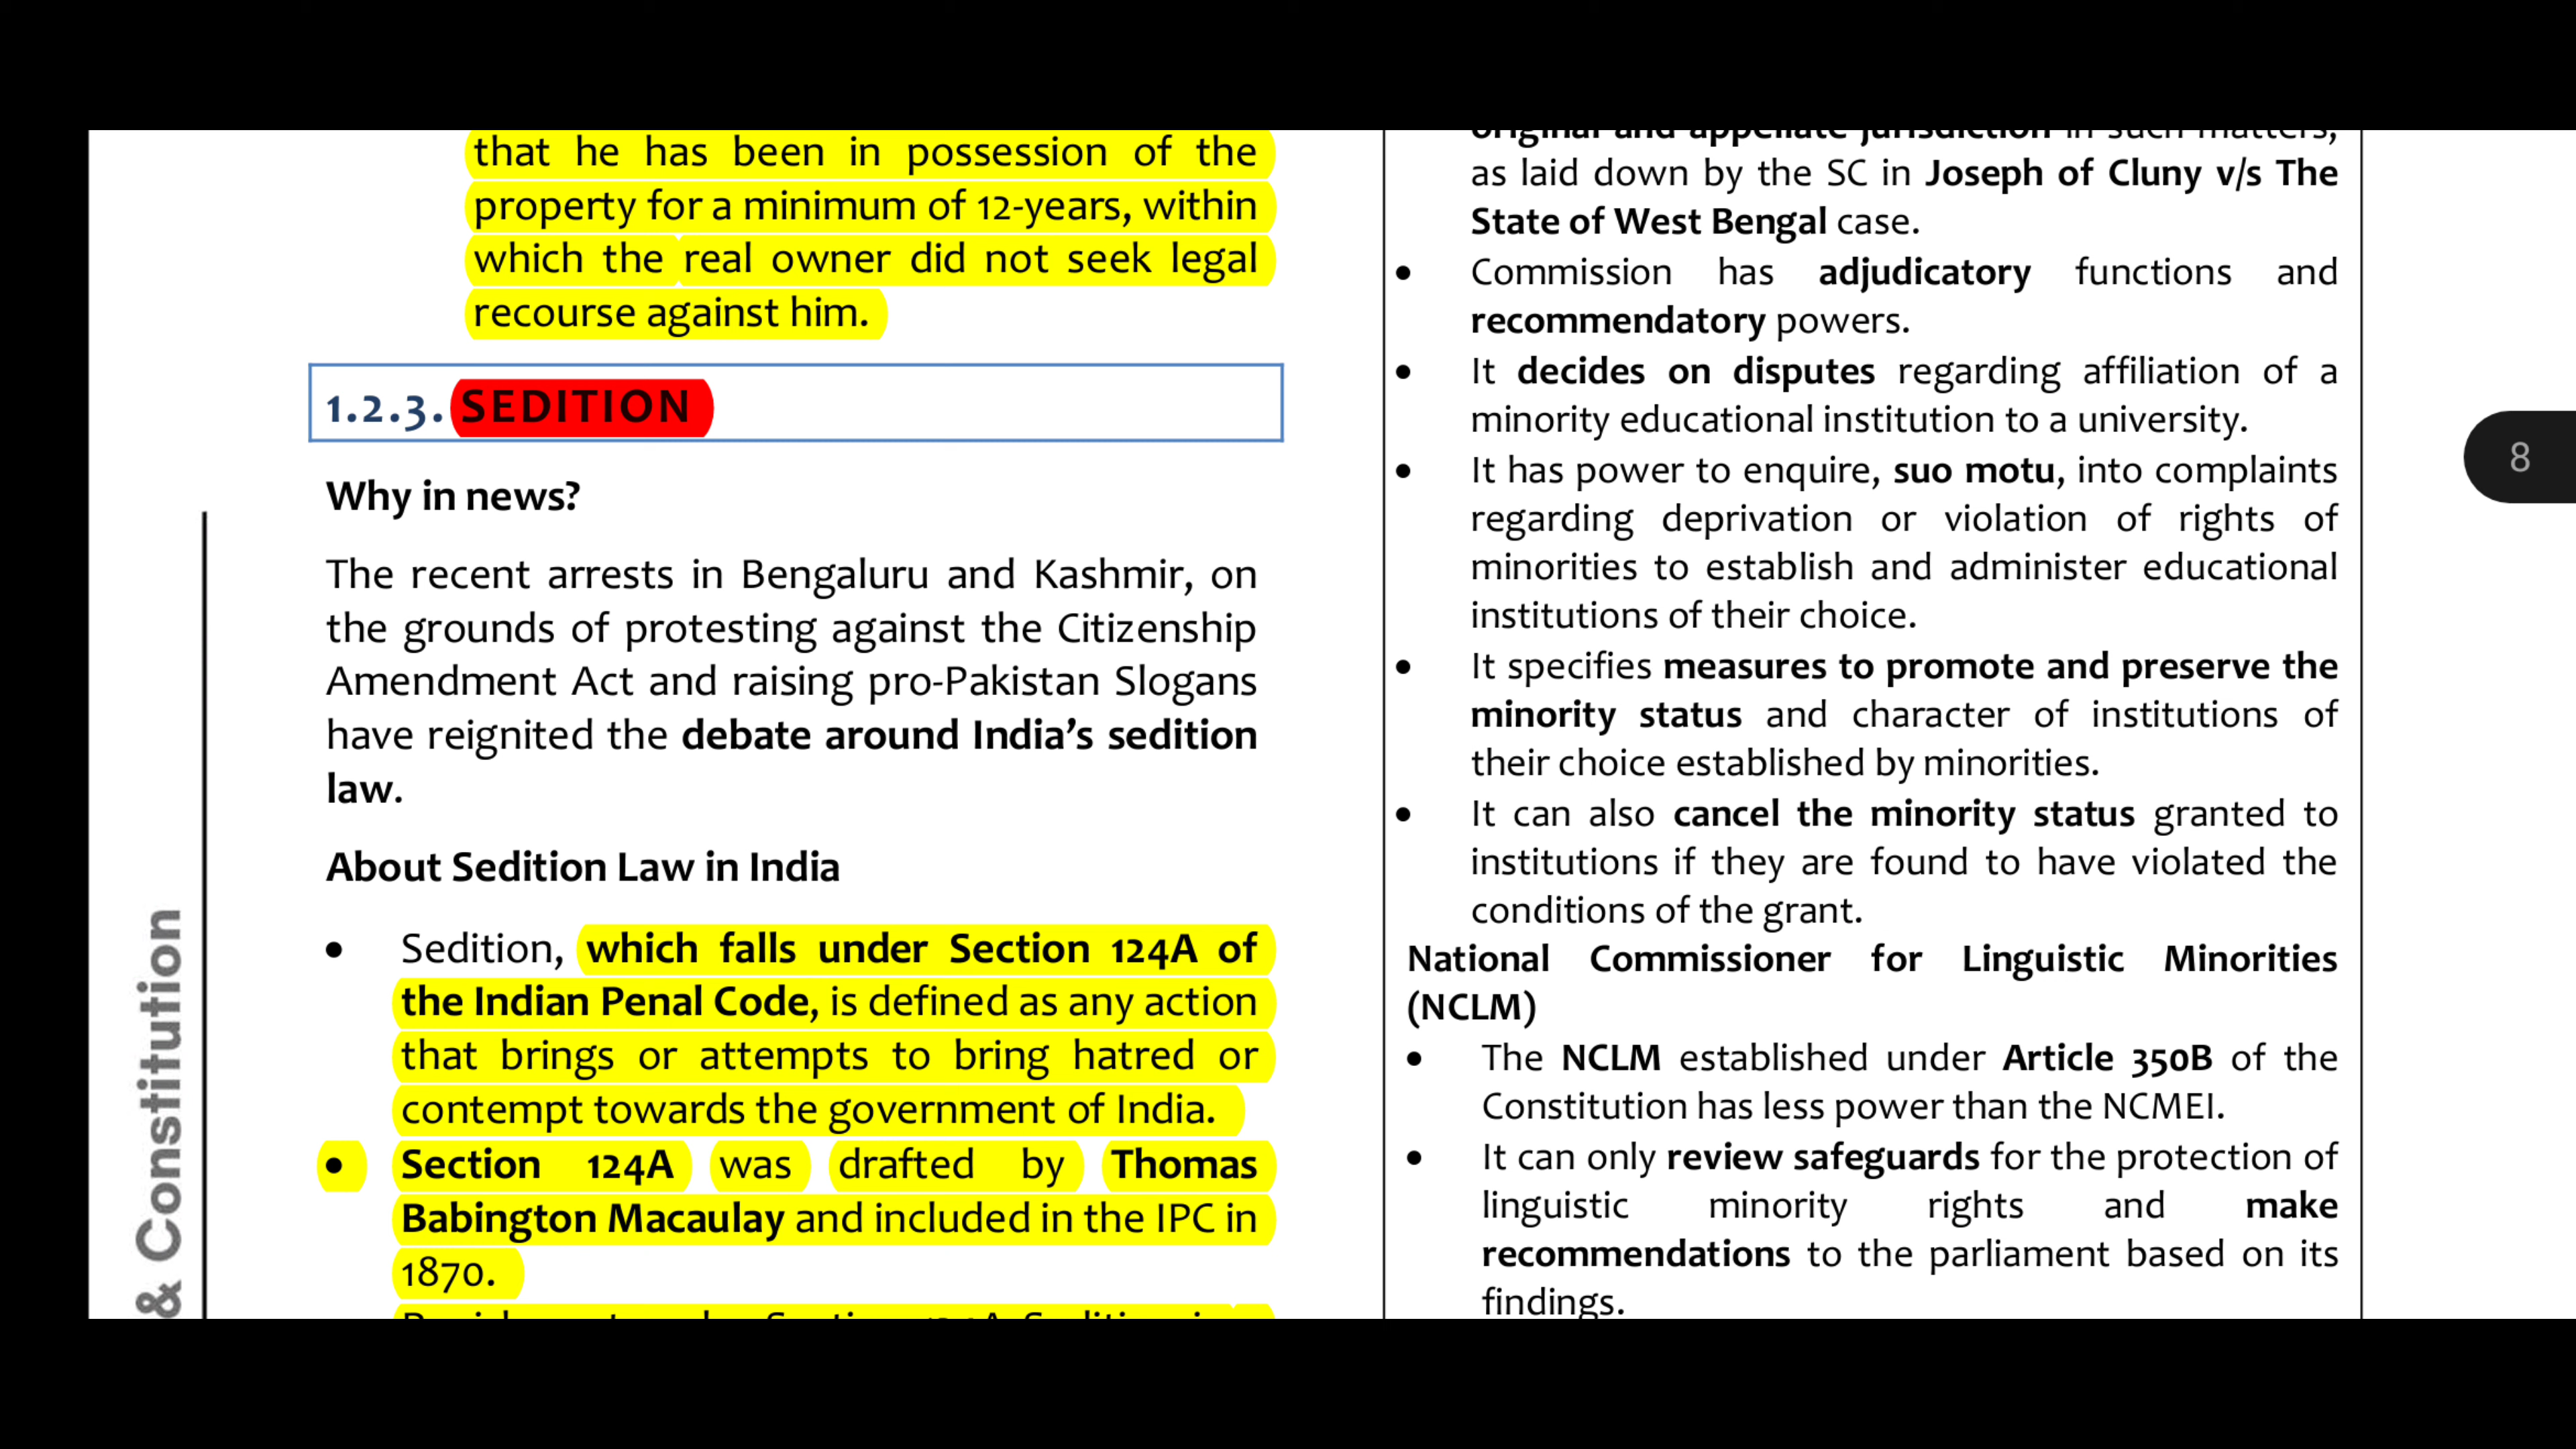 that he has been in possession of the
property for a minimum of 12-years, within
which the real owner did not seek legal
recourse against him.
1.2.3. SEDITION
Why in news?
The recent arrests in Bengaluru and Kashmir, on
the grounds of protesting against the Citizenship
Amendment Act and raising pro-Pakistan Slogans
have reignited the debate around India’s sedition
law.
About Sedition Law in India
• Sedition, which falls under Section 124A of
the Indian Penal Code, is defined as any action
that brings or attempts to bring hatred or
contempt towards the government of India.
• Section 124A was drafted by Thomas
Babington Macaulay and included in the IPC in
1870.
& Constitution
original and appellate jurisdiction in such matters,
as laid down by the SC in Joseph of Cluny v/s The
State of West Bengal case.
• Commission has adjudicatory functions and
recommendatory powers.
• It decides on disputes regarding affiliation of a
minority educational institution to a university.
• It has power to enquire, suo motu, into complaints
regarding deprivation or violation of rights of
minorities to establish and administer educational
institutions of their choice.
• It specifies measures to promote and preserve the
minority status and character of institutions of
their choice established by minorities.
• It can also cancel the minority status granted to
institutions if they are found to have violated the
conditions of the grant.
National Commissioner for Linguistic Minorities
(NCLM)
• The NCLM established under Article 350B of the
Constitution has less power than the NCMEI.
• It can only review safeguards for the protection of
linguistic minority rights and make
recommendations to the parliament based on its
findings.
8